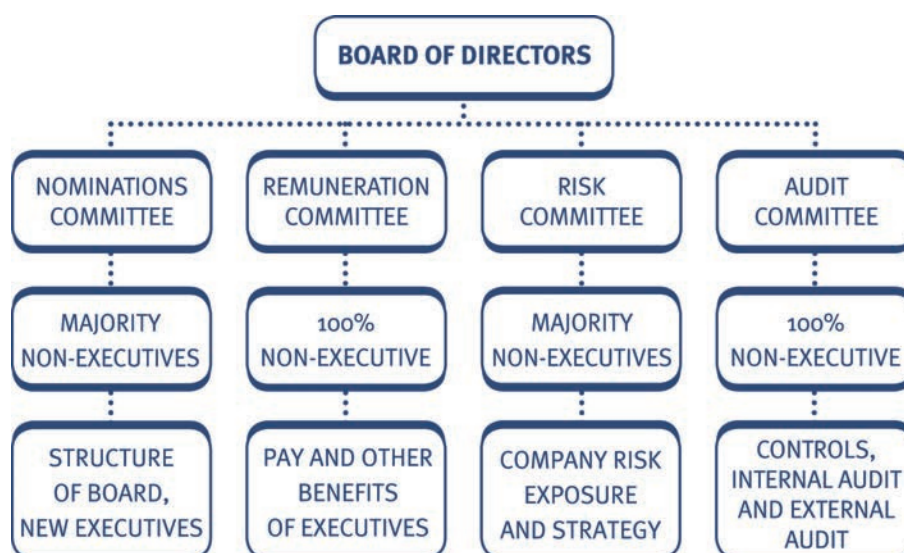 BOARD OF DIRECTORS
NOMINATIONS
COMMITTEE
REMUNERATION
COMMITTEE
RISK
COMMITTEE
AUDIT
COMMITTEE
MAJORITY
NON-EXECUTIVES
100%
NON-EXECUTIVE
MAJORITY
NON-EXECUTIVES
100%
NON-EXECUTIVE
STRUCTURE
OF BOARD,
NEW EXECUTIVES
PAY AND OTHER
BENEFITS
OF EXECUTIVES
COMPANY RISK
EXPOSURE
AND STRATEGY
CONTROLS,
INTERNAL AUDIT
AND EXTERNAL
AUDIT